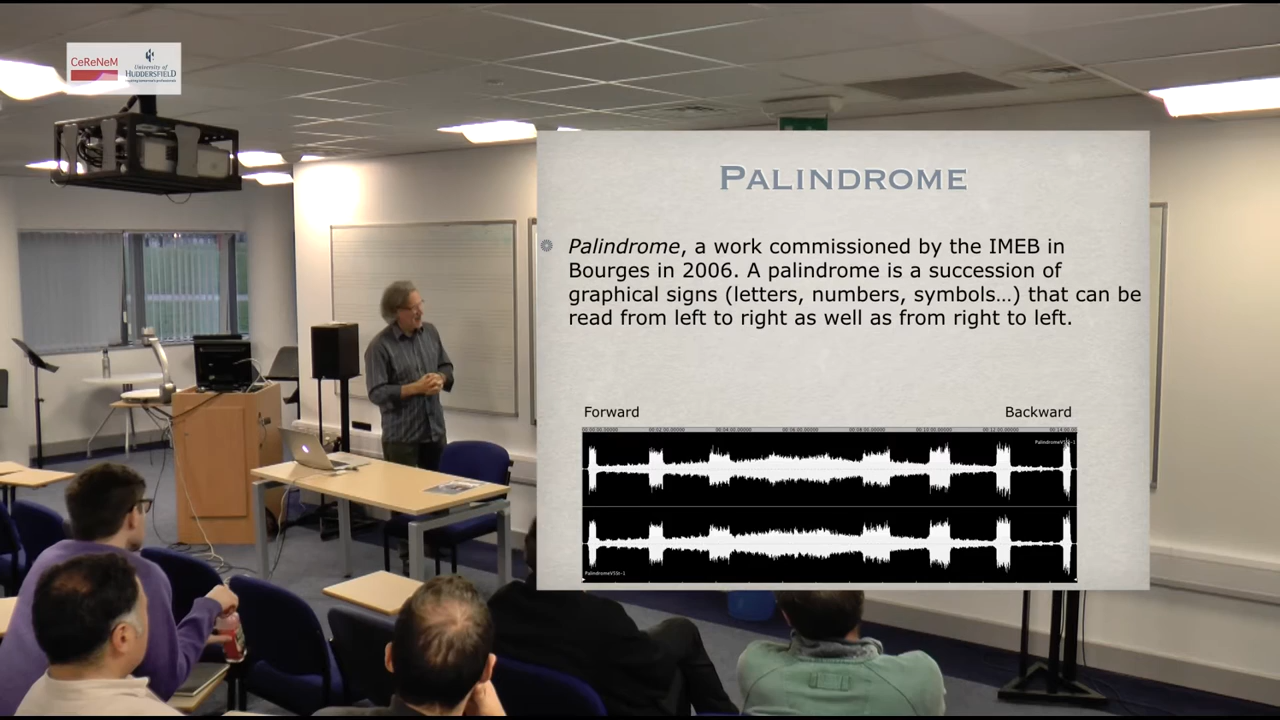 CeReNeM
University of
HUDDERSFIELD
PALINDROME
Palindrome, a work commissioned by the IMEB in
Bourges in 2006. A palindrome is a succession of
graphical signs (letters, numbers, symbols…) that can be
read from left to right as well as from right to left.
Forward
Backward